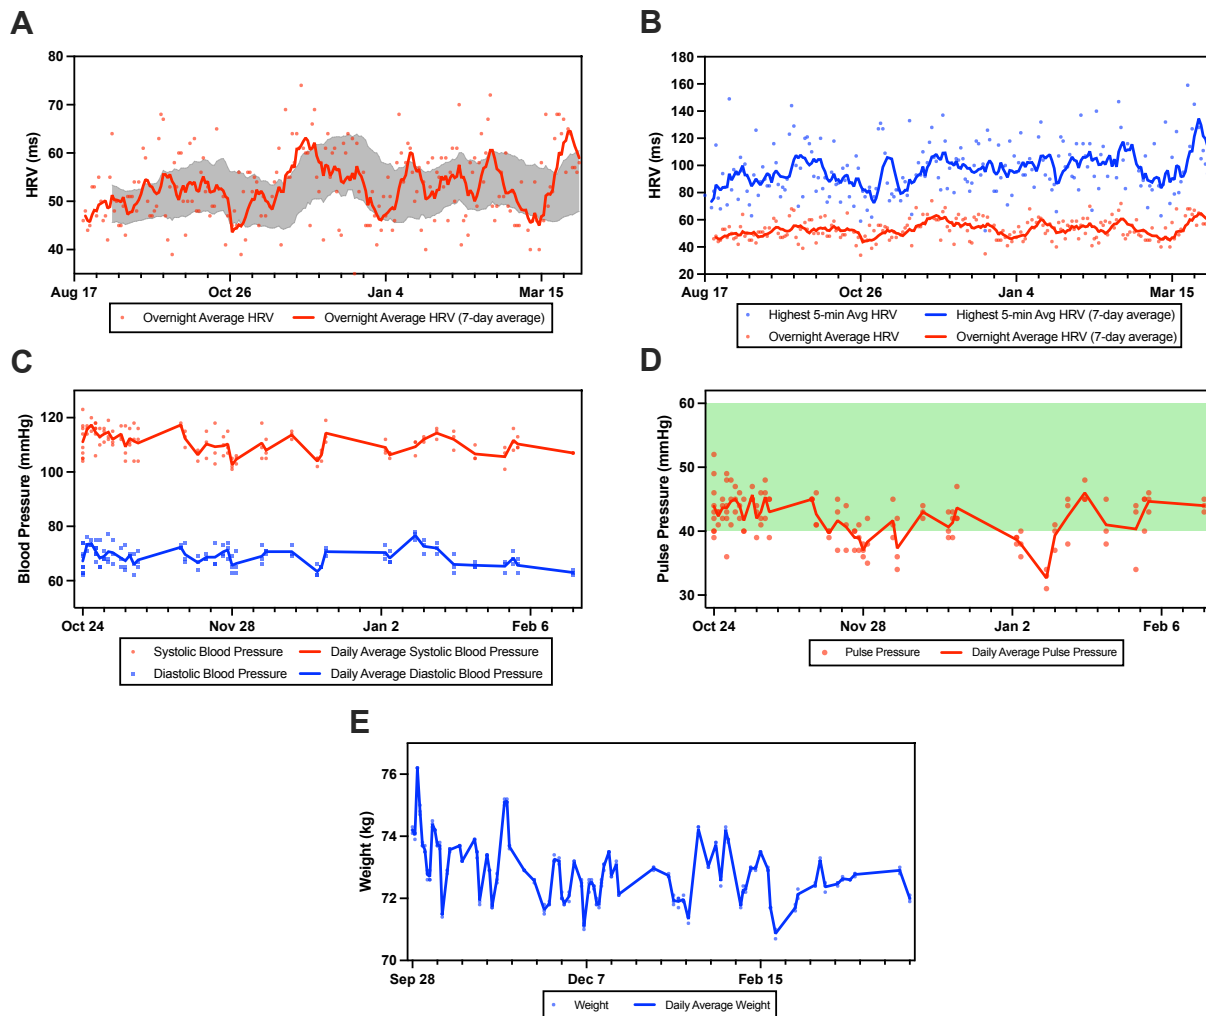 A
HRV (ms)
80
70
60
50
40
Aug 17
Oct 26
Jan 4
Mar 15
Overnight Average HRV
Overnight Average HRV (7-day average)
B
HRV (ms)
180
160
140
120
100
80
60
40
20
Aug 17
Oct 26
Jan 4
Mar 15
Highest 5-min Avg HRV
Highest 5-min Avg HRV (7-day average)
Overnight Average HRV
Overnight Average HRV (7-day average)
C
Blood Pressure (mmHg)
120
100
80
60
Oct 24
Nov 28
Jan 2
Feb 6
Systolic Blood Pressure
Daily Average Systolic Blood Pressure
Diastolic Blood Pressure
Daily Average Diastolic Blood Pressure
D
Pulse Pressure (mmHg)
60
50
40
30
Oct 24
Nov 28
Jan 2
Feb 6
Pulse Pressure
Daily Average Pulse Pressure
E
Weight (kg)
76
74
72
70
Sep 28
Dec 7
Feb 15
Weight
Daily Average Weight